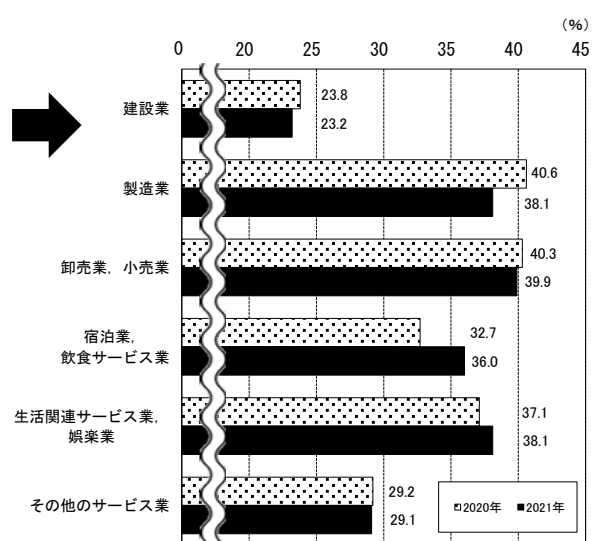 (%)
0 20 25 30 35 40 45
建設業
23.8
23.2
製造業
40.6
38.1
卸売業，小売業
40.3
39.9
宿泊業，
飲食サービス業
32.7
36.0
生活関連サービス業，
娯楽業
37.1
38.1
その他のサービス業
29.2
29.1
2020年 2021年